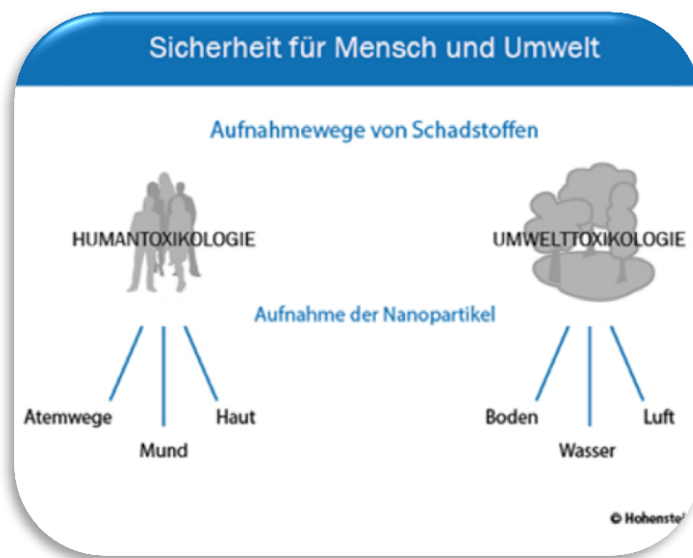 Sicherheit für Mensch und Umwelt
Aufnahmewege von Schadstoffen
HUMANTOXIKOLOGIE
UMWELTTOXIKOLOGIE
Aufnahme der Nanopartikel
Atemwege
Mund
Haut
Boden
Wasser
Luft
©